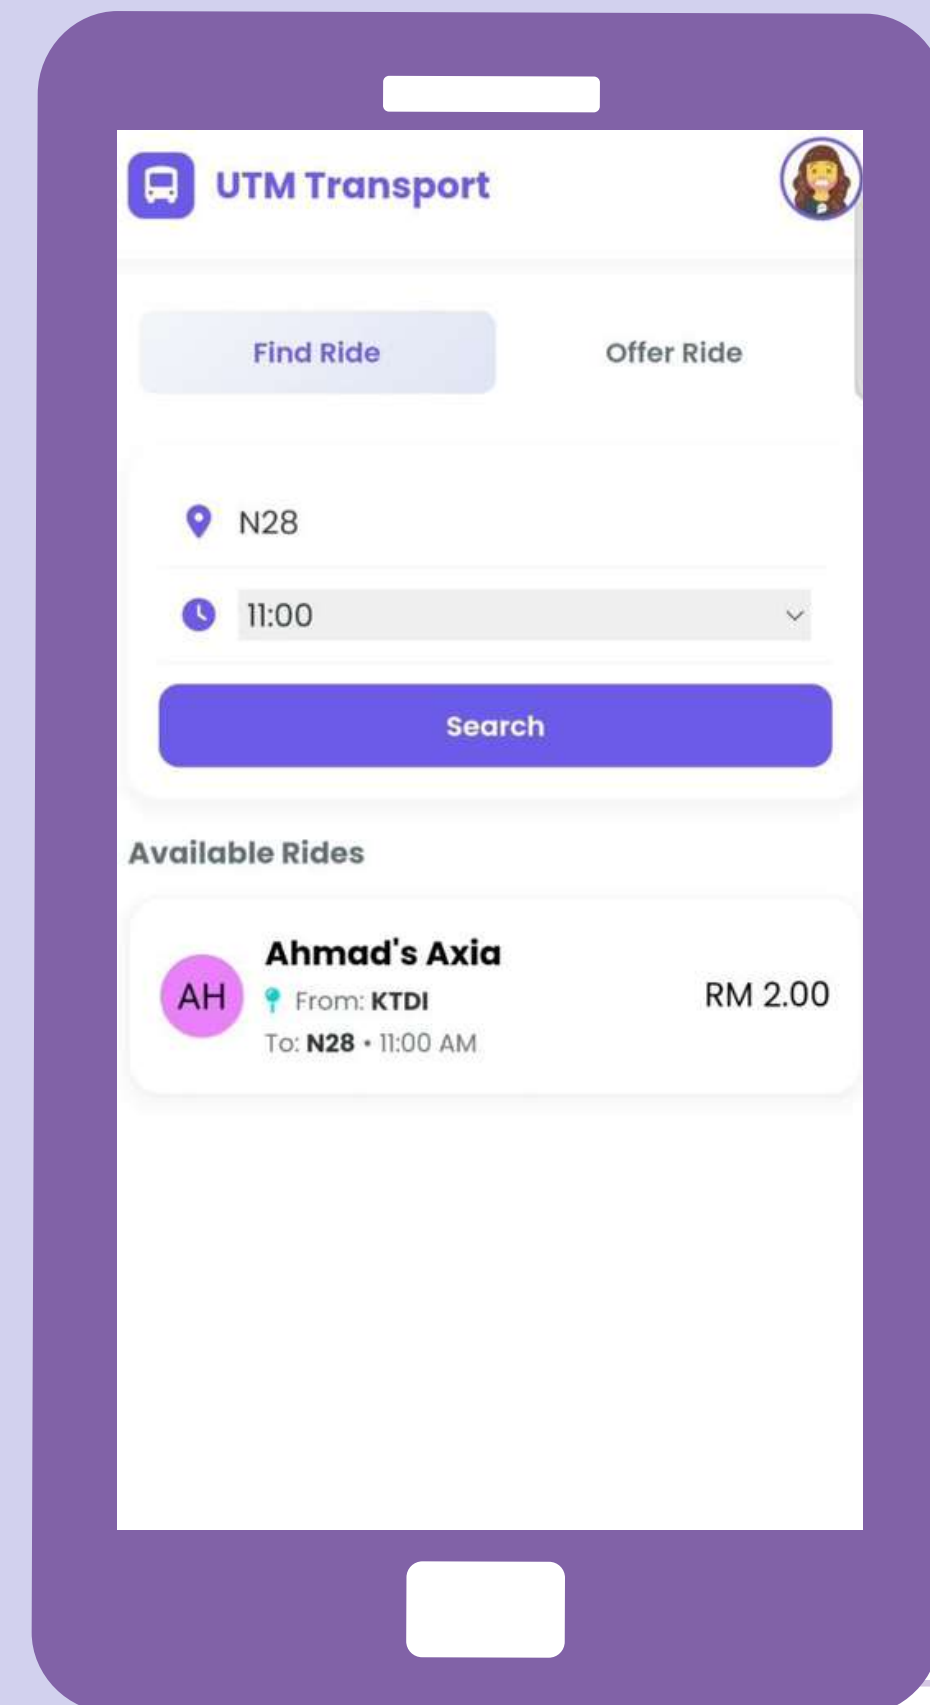 UTM Transport
Find Ride
Offer Ride
N28
11:00
Search
Available Rides
AH
Ahmad's Axia
From: KTDI
To: N28 • 11:00 AM
RM 2.00